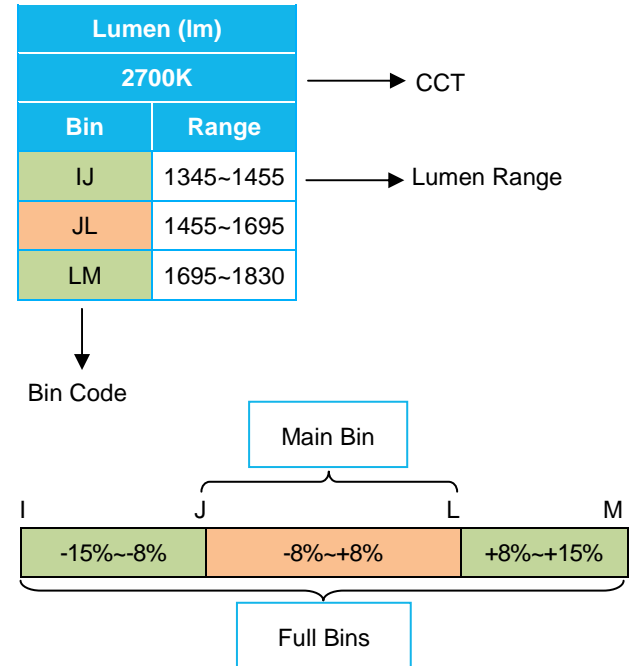 Lumen (lm)
2700K
CCT
Bin Range
IJ 1345~1455
Lumen Range
JL 1455~1695
LM 1695~1830
Bin Code
Main Bin
I J L M
-15%~-8% -8%~+8% +8%~+15%
Full Bins